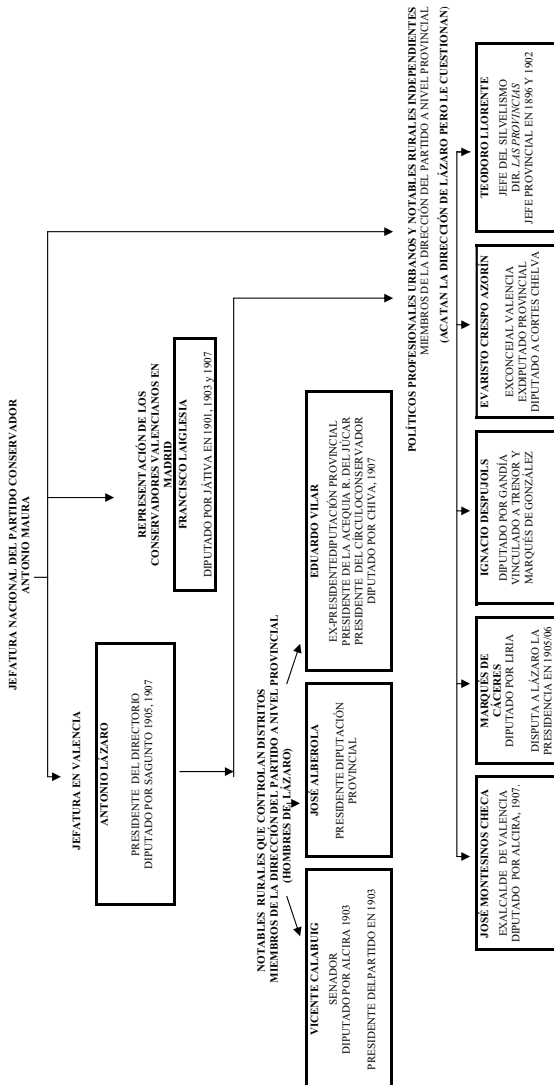 JEFATURA NACIONAL DEL PARTIDO CONSERVADOR
ANTONIO MAURA
JEFATURA EN VALENCIA
ANTONIO LÁZARO
PRESIDENTE DEL DIRECTORIO
DIPUTADO POR SAGUNTO 1905, 1907
REPRESENTACIÓN DE LOS
CONSERVADORES VALENCIANOS EN
MADRID
FRANCISCO LAIGLESIA
DIPUTADO POR JÁTIVA EN 1901, 1903 y 1907
NOTABLES RURALES QUE CONTROLAN DISTRITOS
MIEMBROS DE LA DIRECCIÓN DEL PARTIDO A NIVEL PROVINCIAL
(HOMBRES DE LÁZARO)
VICENTE CALABUIG
SENADOR
DIPUTADO POR ALCIRA 1903
PRESIDENTE DELPARTIDO EN 1903
JOSÉ ALBEROLA
PRESIDENTE DIPUTACIÓN
PROVINCIAL
EDUARDO VILAR
EX-PRESIDENTEDIPUTACIÓN PROVINCIAL
PRESIDENTE DE LA ACEQUIA R. DEL JÚCAR
PRESIDENTE DEL CÍRCULOCONSERVADOR
DIPUTADO POR CHIVA, 1907
POLÍTICOS PROFESIONALES URBANOS Y NOTABLES RURALES INDEPENDIENTES
MIEMBROS DE LA DIRECCIÓN DEL PARTIDO A NIVEL PROVINCIAL
(ACATAN LA DIRECCIÓN DE LÁZARO PERO LE CUESTIONAN)
JOSÉ MONTESINOS CHECA
EXALCALDE DE VALENCIA
DIPUTADO POR ALCIRA, 1907.
MARQUÉS DE
CÁCERES
DIPUTADO POR LIRIA
DISPUTA A LÁZARO LA
PRESIDENCIA EN 1905/06
IGNACIO DESPUJOLS
DIPUTADO POR GANDÍA
VINCULADO A TRENOR Y
MARQUÉS DE GONZÁLEZ
EVARISTO CRESPO AZORÍN
EXCONCEJAL VALENCIA
EXDIPUTADO PROVINCIAL
DIPUTADO A CORTES CHELVA
TEODORO LLORENTE
JEFE DEL SILVELISMO
DIR. LAS PROVINCIAS
JEFE PROVINCIAL EN 1896 Y 1902